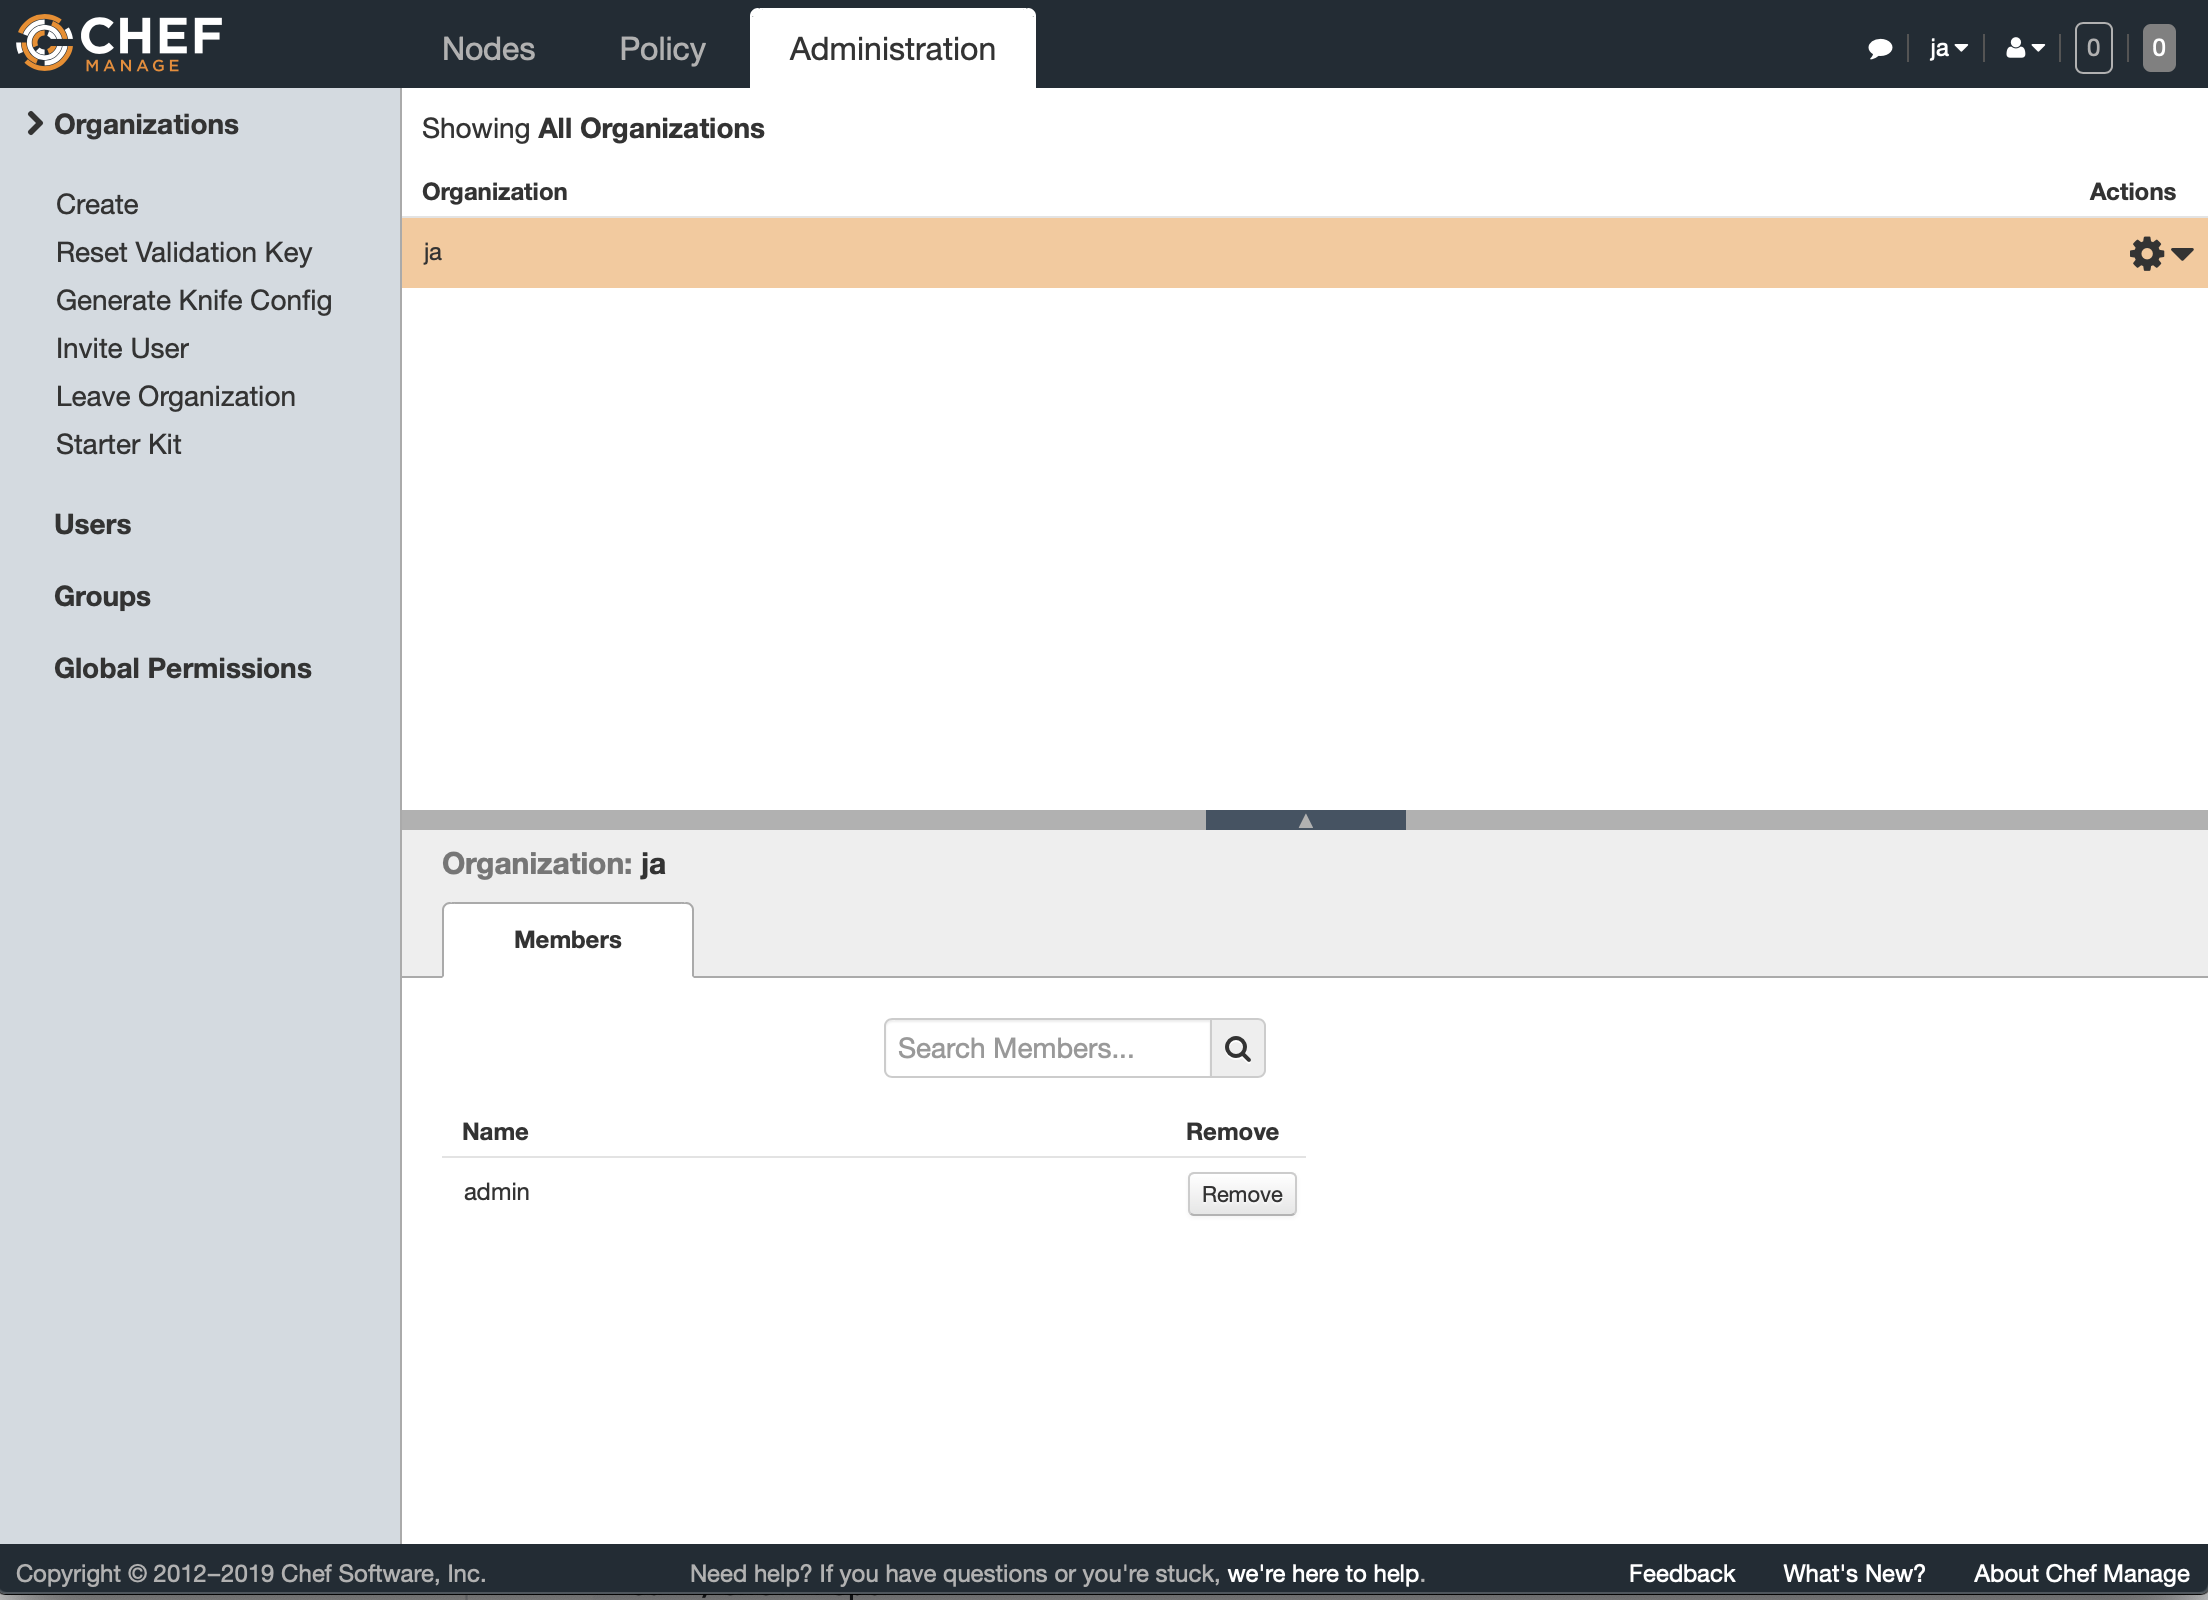 CHEF
MANAGE
Nodes
Policy
Administration
ja
0
0
Organizations
Create
Reset Validation Key
Generate Knife Config
Invite User
Leave Organization
Starter Kit
Users
Groups
Global Permissions
Showing All Organizations
Organization Actions
ja
Organization: ja
Members
Search Members...
Name Remove
admin Remove
Copyright © 2012–2019 Chef Software, Inc.
Need help? If you have questions or you're stuck, we're here to help.
Feedback
What's New?
About Chef Manage